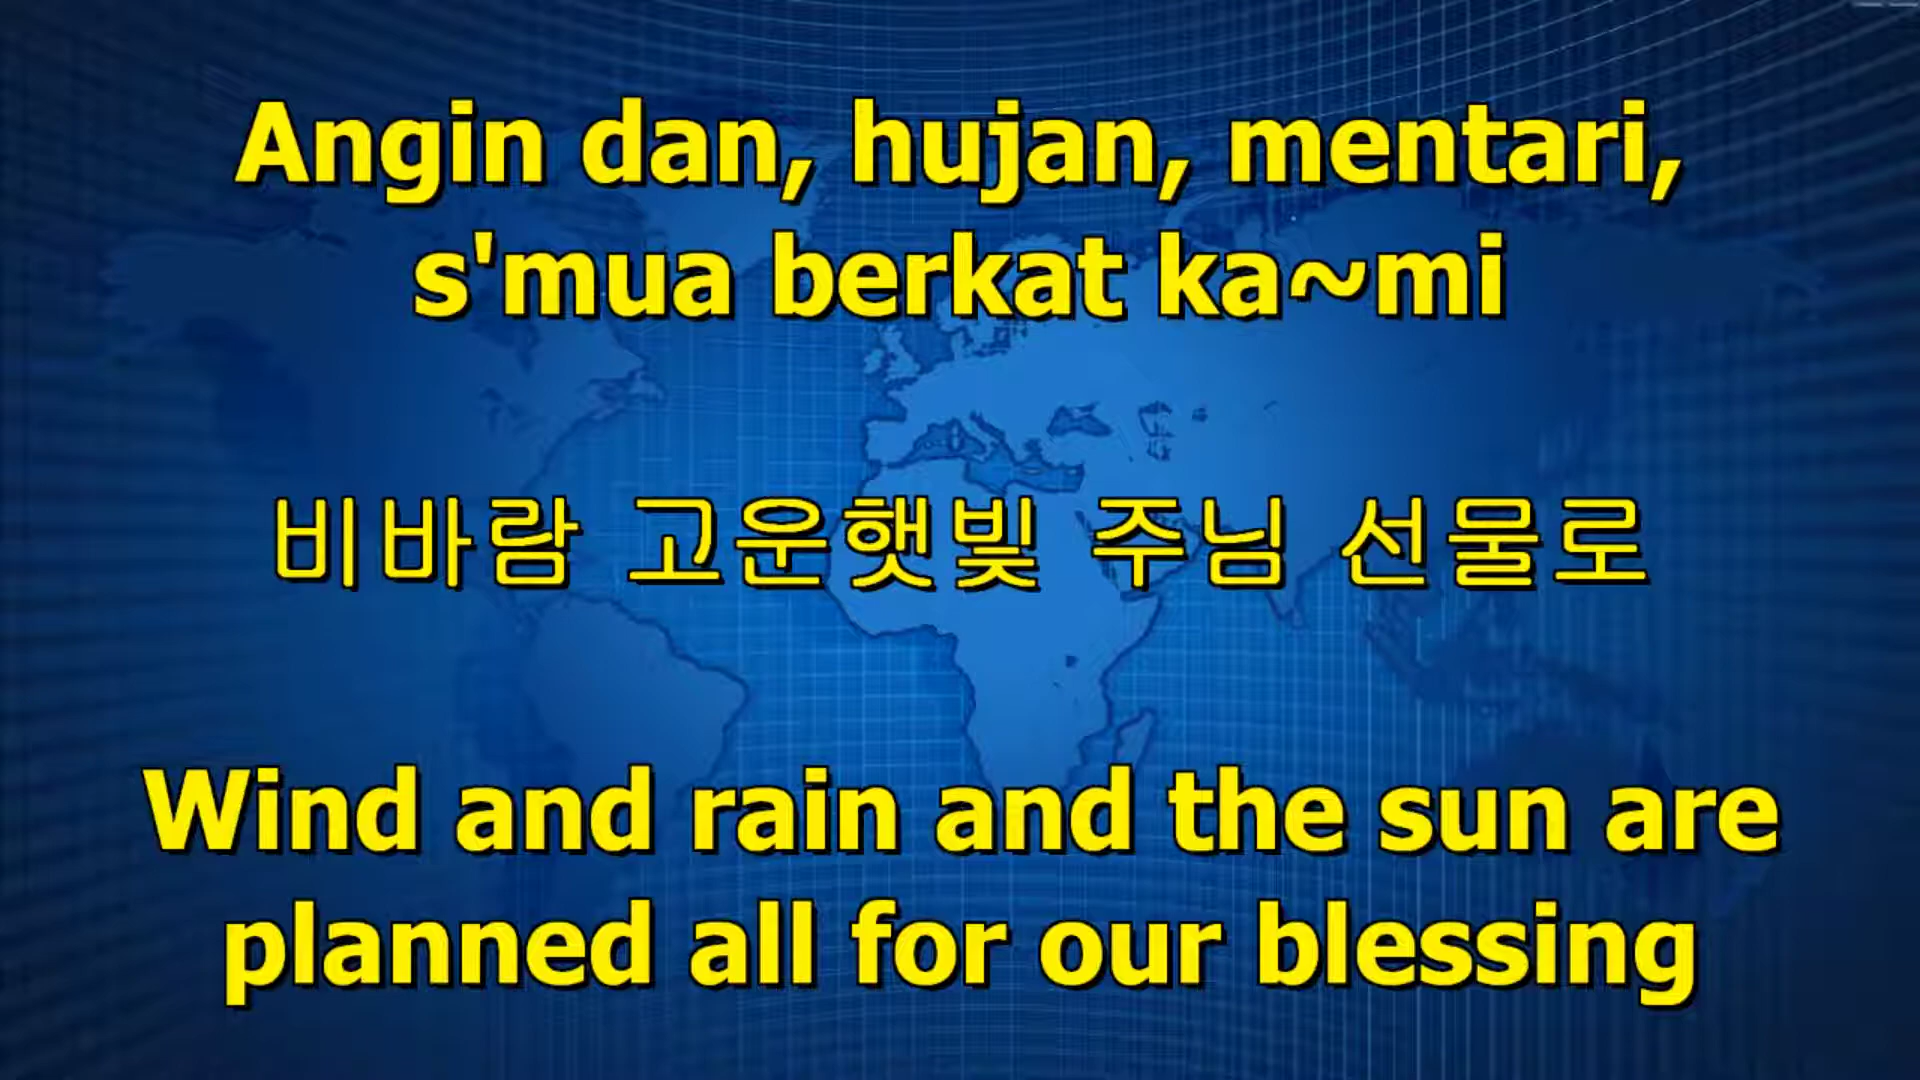 Angin dan, hujan, mentari,
s'mua berkat ka~mi
비바람 고운햇빛 주님 선물로
Wind and rain and the sun are
planned all for our blessing